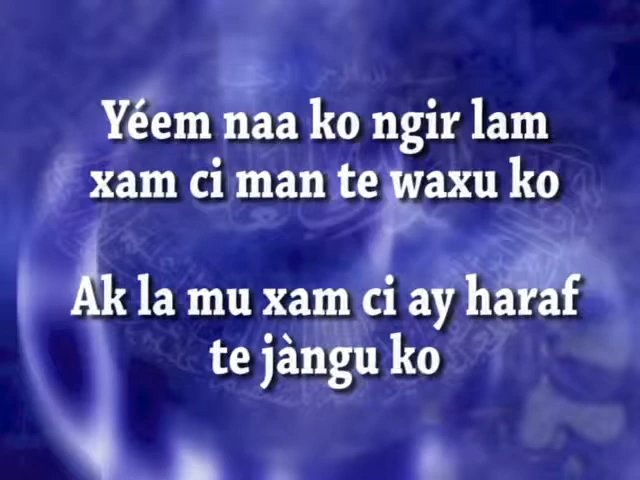 Yéem naa ko ngir lam
xam ci man te waxu ko
Ak la mu xam ci ay haraf
te jàngu ko